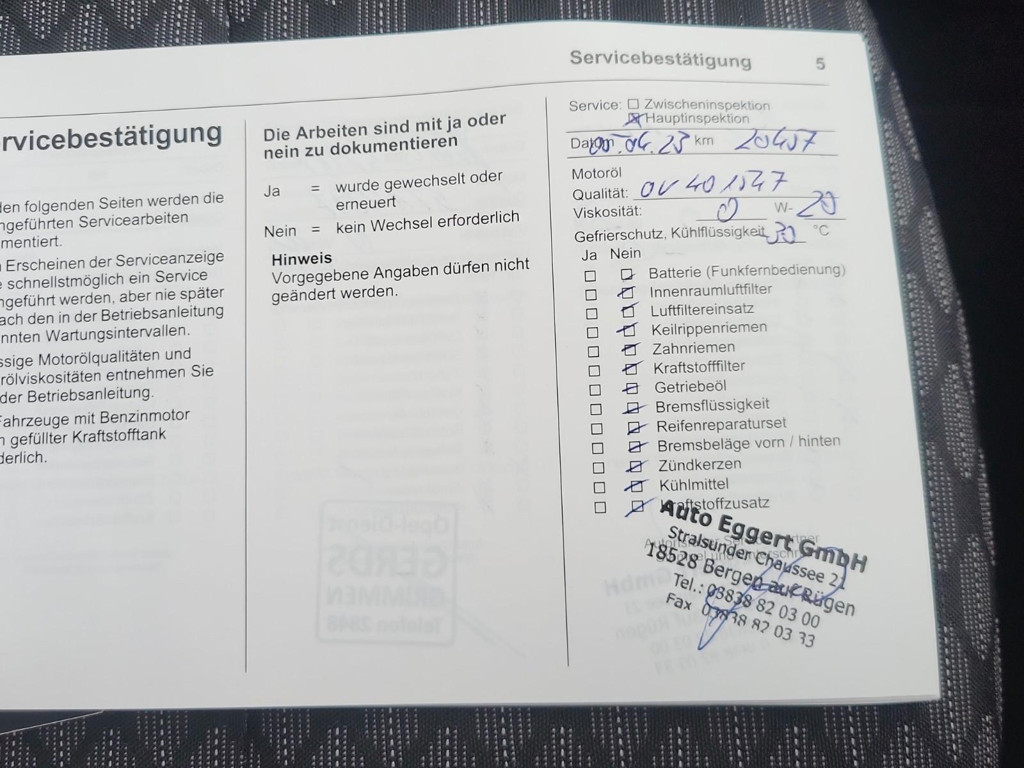 Servicebestätigung 5
rvicebestätigung
den folgenden Seiten werden die
ngeführten Servicearbeiten
mentiert.
Erscheinen der Serviceanzeige
schnellstmöglich ein Service
ngeführt werden, aber nie später
ach den in der Betriebsanleitung
nnten Wartungsintervallen.
ssige Motorölqualitäten und
rölviskositäten entnehmen Sie
der Betriebsanleitung.
Fahrzeuge mit Benzinmotor
n gefüllter Kraftstofftank
derlich.
Die Arbeiten sind mit ja oder
nein zu dokumentieren
Ja = wurde gewechselt oder
erneuert
Nein = kein Wechsel erforderlich
Hinweis
Vorgegebene Angaben dürfen nicht
geändert werden.
Service: Zwischeninspektion
Hauptinspektion
Datum 05.04.23 km 20457
Motoröl
Qualität: OV 401547
Viskosität: 0 W- 20
Gefrierschutz, Kühlflüssigkeit -30 °C
Ja Nein
Batterie (Funkfernbedienung)
Innenraumluftfilter
Luftfiltereinsatz
Keilrippenriemen
Zahnriemen
Kraftstofffilter
Getriebeöl
Bremsflüssigkeit
Reifenreparaturset
Bremsbeläge vorn / hinten
Zündkerzen
Kühlmittel
Kraftstoffzusatz
Auto Eggert GmbH
Stralsunder Chaussee 21
18528 Bergen auf Rügen
Tel.: 03838 82 03 00
Fax 03838 82 03 33